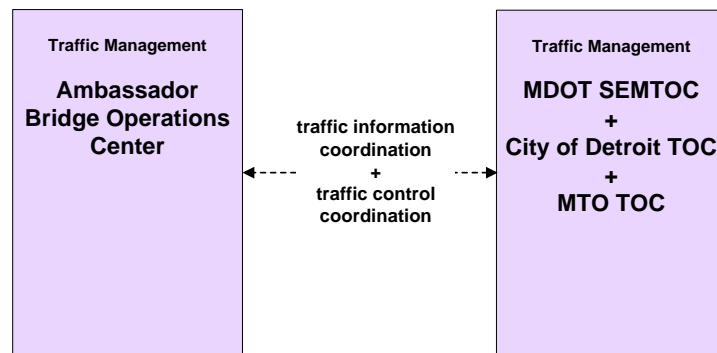 Traffic Management
Ambassador
Bridge Operations
Center
traffic information
coordination
+
traffic control
coordination
Traffic Management
MDOT SEMTOC
+
City of Detroit TOC
+
MTO TOC